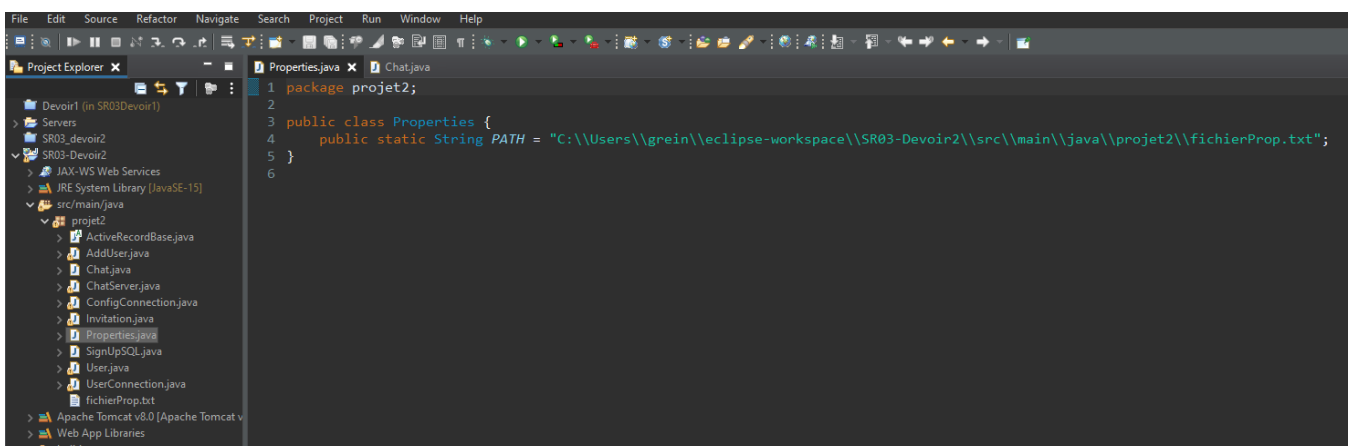 File Edit Source Refactor Navigate Search Project Run Window Help
Project Explorer
Properties.java
Chat.java
Devoir1 (in SR03Devoir1)
Servers
SR03_devoir2
SR03-Devoir2
JAX-WS Web Services
JRE System Library [JavaSE-15]
src/main/java
projet2
ActiveRecordBase.java
AddUser.java
Chat.java
ChatServer.java
ConfigConnection.java
Invitation.java
Properties.java
SignUpSQL.java
User.java
UserConnection.java
fichierProp.txt
Apache Tomcat v8.0 [Apache Tomcat v
Web App Libraries
1 package projet2;
2
3 public class Properties {
4 public static String PATH = "C:\\Users\\grein\\eclipse-workspace\\SR03-Devoir2\\src\\main\\java\\projet2\\fichierProp.txt";
5 }
6